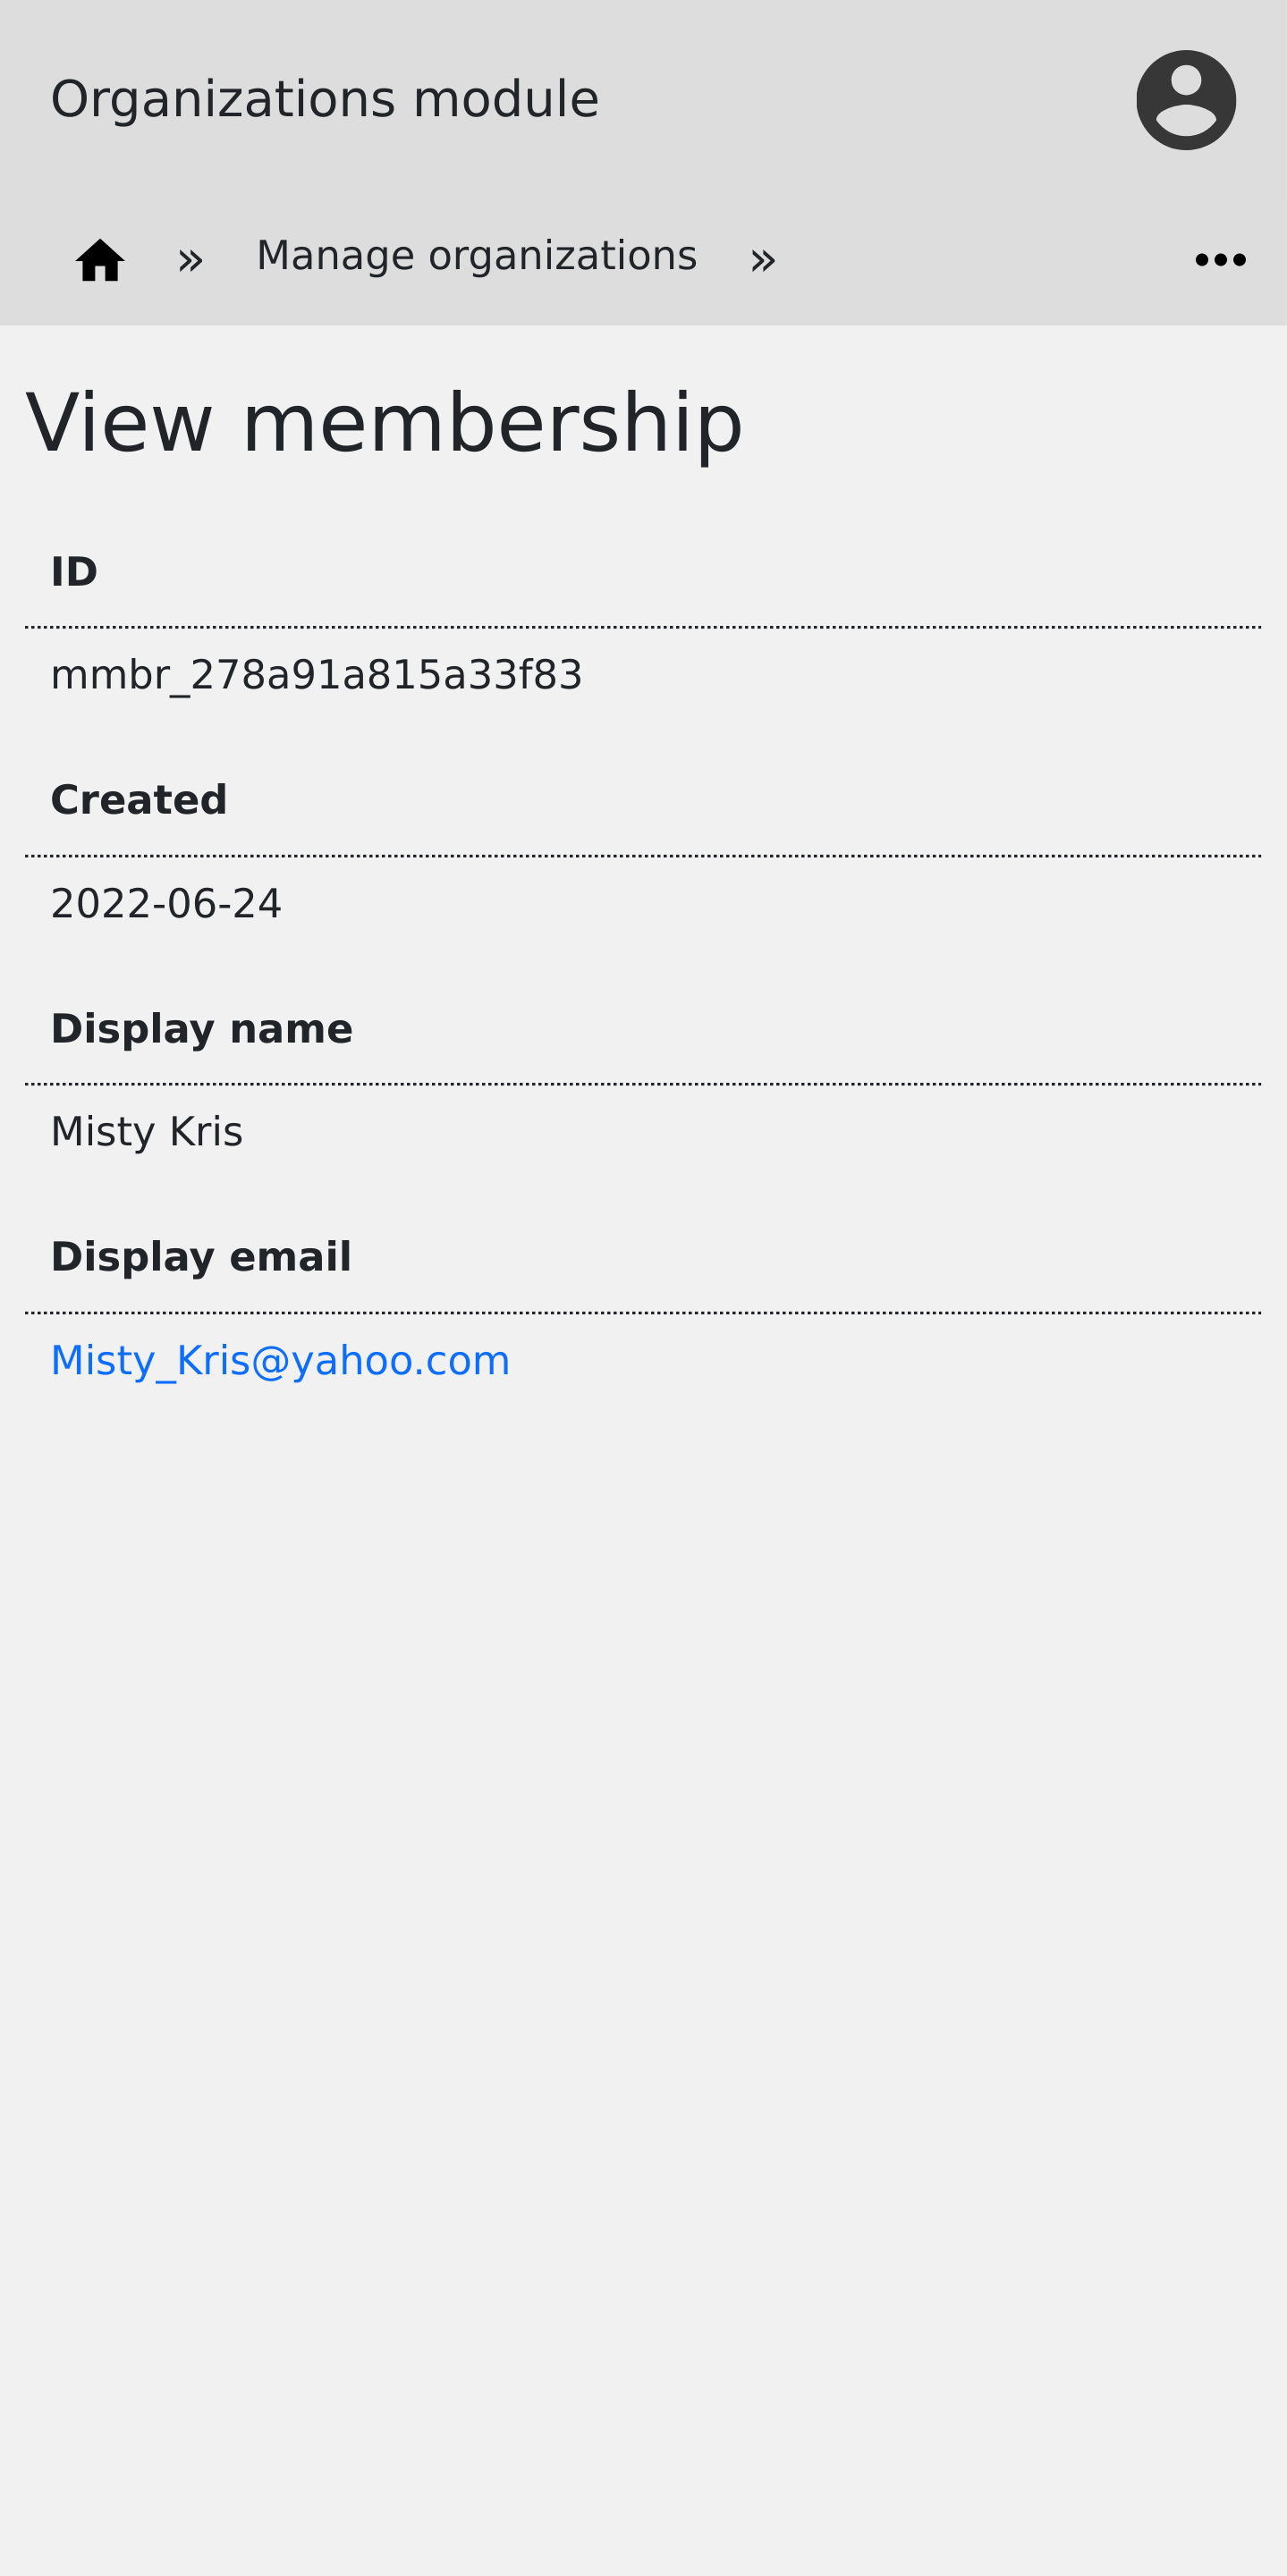 Organizations module
» Manage organizations »
View membership
ID
mmbr_278a91a815a33f83
Created
2022-06-24
Display name
Misty Kris
Display email
Misty_Kris@yahoo.com